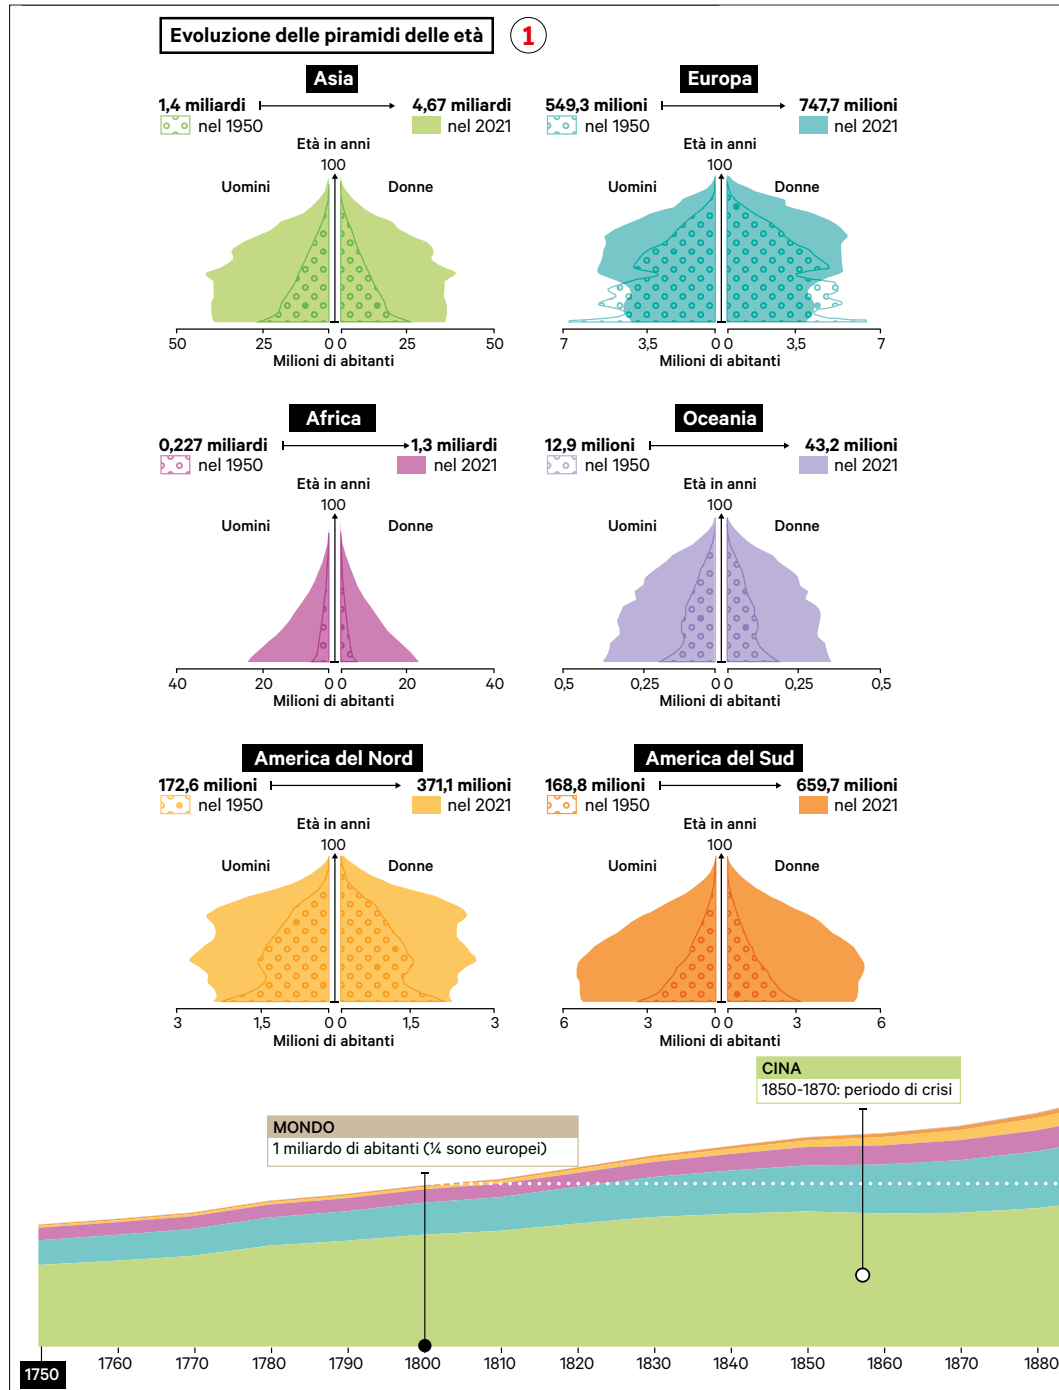 Evoluzione delle piramidi delle età
1
Asia
1,4 miliardi 4,67 miliardi
nel 1950 nel 2021
Età in anni
100
Uomini Donne
50 25 0 0 25 50
Milioni di abitanti
Europa
549,3 milioni 747,7 milioni
nel 1950 nel 2021
Età in anni
100
Uomini Donne
7 3,5 0 0 3,5 7
Milioni di abitanti
Africa
0,227 miliardi 1,3 miliardi
nel 1950 nel 2021
Età in anni
100
Uomini Donne
40 20 0 0 20 40
Milioni di abitanti
Oceania
12,9 milioni 43,2 milioni
nel 1950 nel 2021
Età in anni
100
Uomini Donne
0,5 0,25 0 0 0,25 0,5
Milioni di abitanti
America del Nord
172,6 milioni 371,1 milioni
nel 1950 nel 2021
Età in anni
100
Uomini Donne
3 1,5 0 0 1,5 3
Milioni di abitanti
America del Sud
168,8 milioni 659,7 milioni
nel 1950 nel 2021
Età in anni
100
Uomini Donne
6 3 0 0 3 6
Milioni di abitanti
CINA
1850-1870: periodo di crisi
MONDO
1 miliardo di abitanti (¼ sono europei)
1750 1760 1770 1780 1790 1800 1810 1820 1830 1840 1850 1860 1870 1880